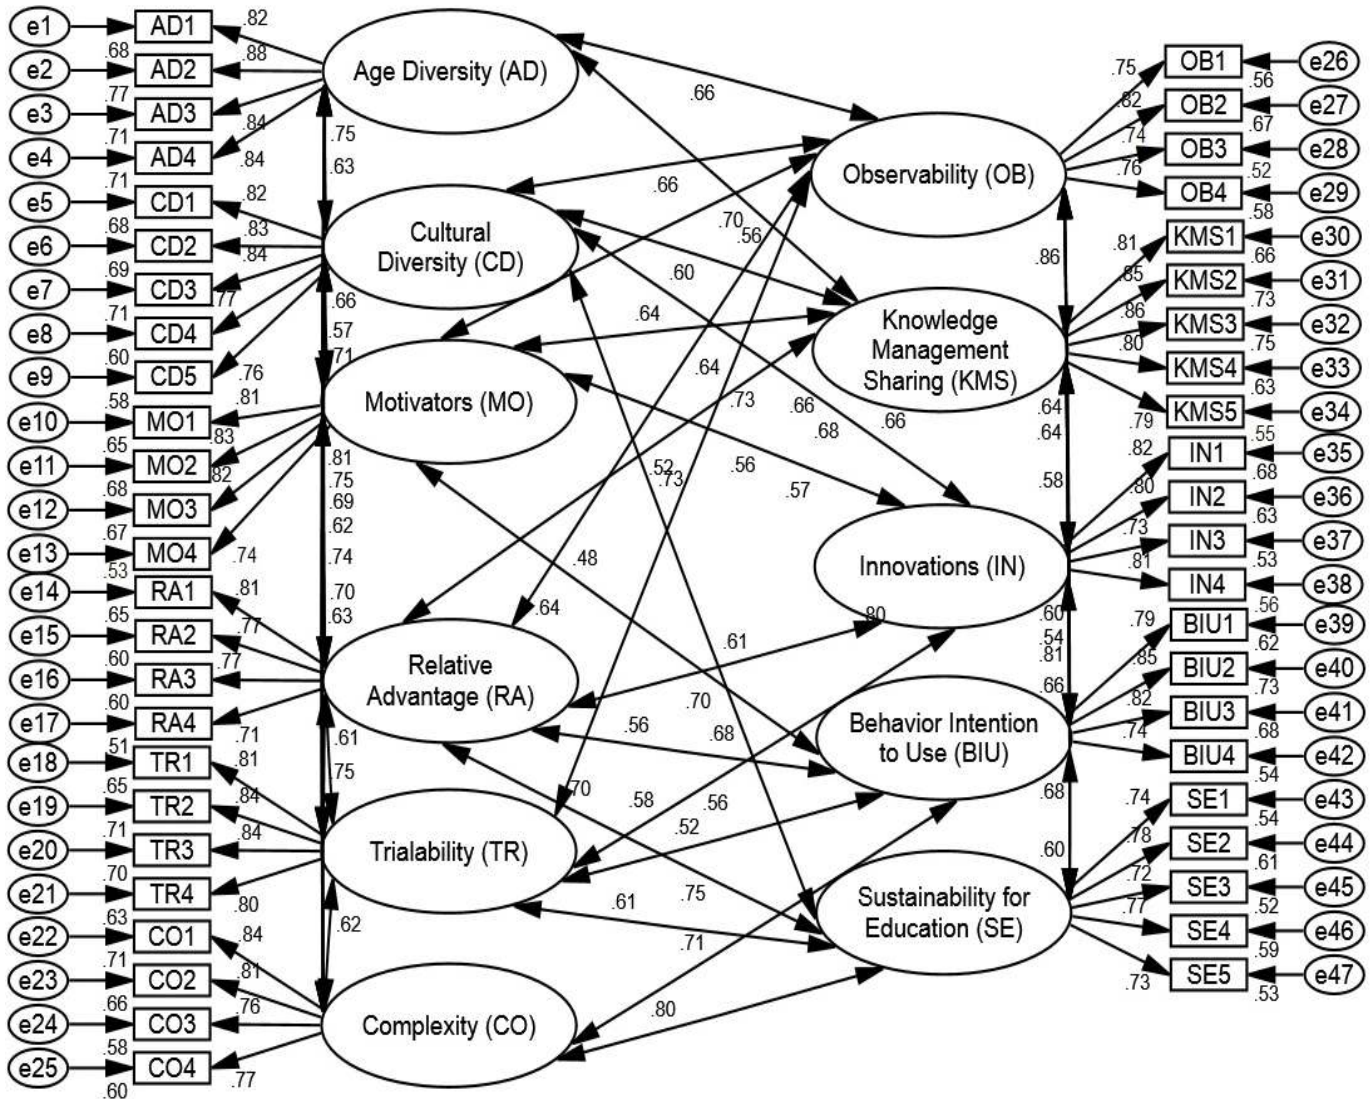 e1
AD1
.82
.68
e2
AD2
.88
.77
e3
AD3
.84
.71
e4
AD4
.84
.71
e5
CD1
.82
.68
e6
CD2
.83
.69
e7
CD3
.84
.71
e8
CD4
.77
.60
e9
CD5
.76
.58
e10
MO1
.81
.65
e11
MO2
.83
.68
e12
MO3
.82
.67
e13
MO4
.74
.53
e14
RA1
.81
.65
e15
RA2
.77
.60
e16
RA3
.77
.60
e17
RA4
.71
.51
e18
TR1
.81
.65
e19
TR2
.84
.71
e20
TR3
.84
.70
e21
TR4
.80
.63
e22
CO1
.84
.71
e23
CO2
.81
.66
e24
CO3
.76
.58
e25
CO4
.77
.60
Age Diversity (AD)
.75
.63
Cultural
Diversity (CD)
.66
.57
.71
Motivators (MO)
.81
.75
.69
.62
.74
.70
.63
Relative
Advantage (RA)
.61
.75
Trialability (TR)
.62
Complexity (CO)
.66
.66
.70
.56
.60
.64
.64
.73
.66
.66
.68
.52
.73
.56
.57
.48
.64
.80
.61
.70
.56
.68
.70
.58
.56
.52
.75
.61
.71
.80
Observability (OB)
.86
Knowledge
Management
Sharing (KMS)
.64
.64
.58
Innovations (IN)
.60
.54
.81
.66
Behavior Intention
to Use (BIU)
.68
.60
Sustainability for
Education (SE)
.75
OB1
e26
.56
.82
OB2
e27
.67
.74
OB3
e28
.52
.76
OB4
e29
.58
.81
KMS1
e30
.66
.85
KMS2
e31
.73
.86
KMS3
e32
.75
.80
KMS4
e33
.63
.79
KMS5
e34
.55
.82
IN1
e35
.68
.80
IN2
e36
.63
.73
IN3
e37
.53
.81
IN4
e38
.56
.79
BIU1
e39
.62
.85
BIU2
e40
.73
.82
BIU3
e41
.68
.74
BIU4
e42
.54
.74
SE1
e43
.54
.78
SE2
e44
.61
.72
SE3
e45
.52
.77
SE4
e46
.59
.73
SE5
e47
.53